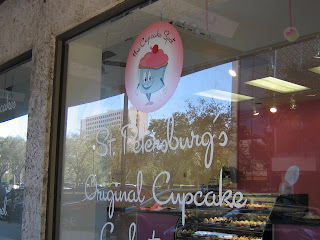 The Cupcake Spot
St. Petersburg's
Original Cupcake